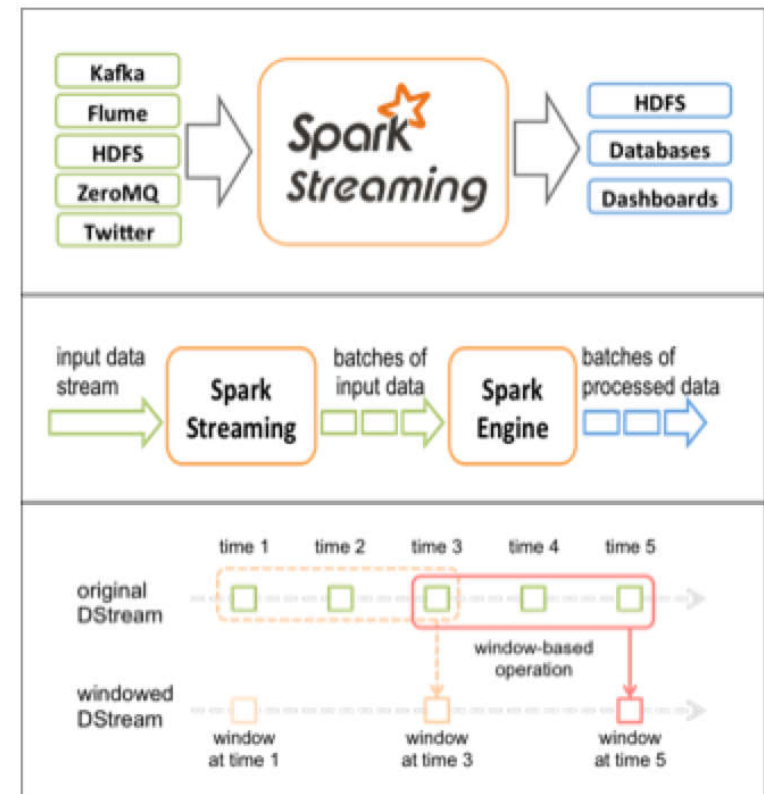 Kafka
Flume
HDFS
ZeroMQ
Twitter
Spark
Streaming
HDFS
Databases
Dashboards
input data
stream
Spark
Streaming
batches of
input data
Spark
Engine
batches of
processed data
time 1
time 2
time 3
time 4
time 5
original
DStream
window-based
operation
windowed
DStream
window
at time 1
window
at time 3
window
at time 5